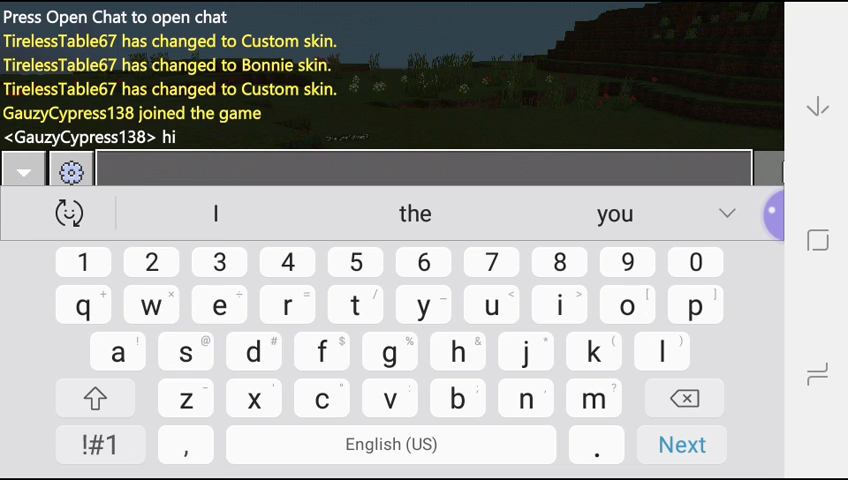 Press Open Chat to open chat
TirelessTable67 has changed to Custom skin.
TirelessTable67 has changed to Bonnie skin.
TirelessTable67 has changed to Custom skin.
GauzyCypress138 joined the game
<GauzyCypress138> hi
I the you
1 2 3 4 5 6 7 8 9 0
q + w × e ÷ r = t / y _ u < i > o [ p ]
a ! s @ d # f $ g % h & j * k ( l )
z - x ' c " v : b ; n , m ?
!#1 , English (US) . Next